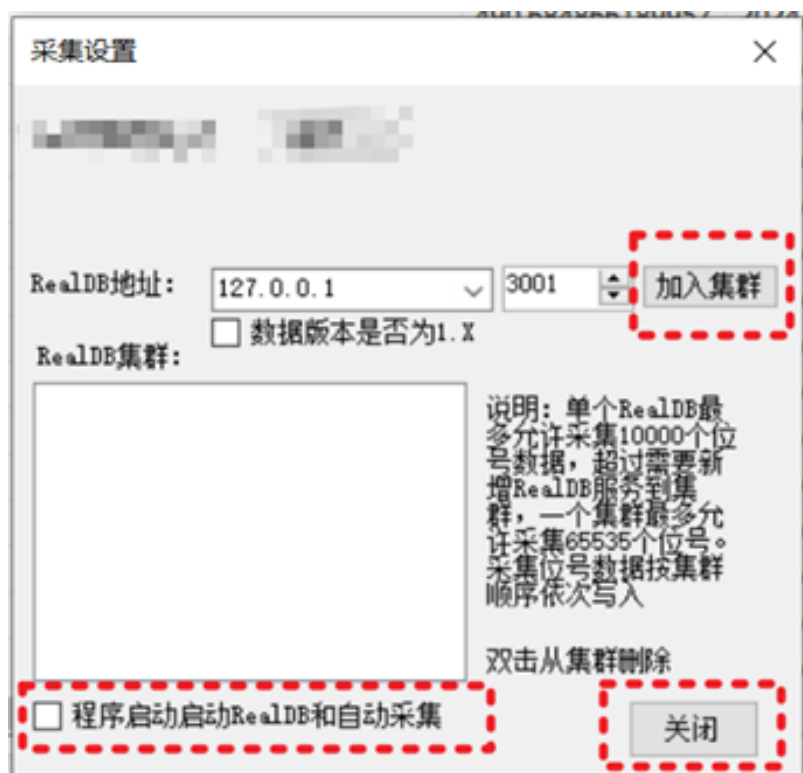 采集设置
RealDB地址:
127.0.0.1
3001
加入集群
数据版本是否为1.X
RealDB集群:
说明: 单个RealDB最
多允许采集10000个位
号数据, 超过需要新
增RealDB服务到集
群, 一个集群最多允
许采集65535个位号。
采集位号数据按集群
顺序依次写入
双击从集群删除
程序启动启动RealDB和自动采集
关闭